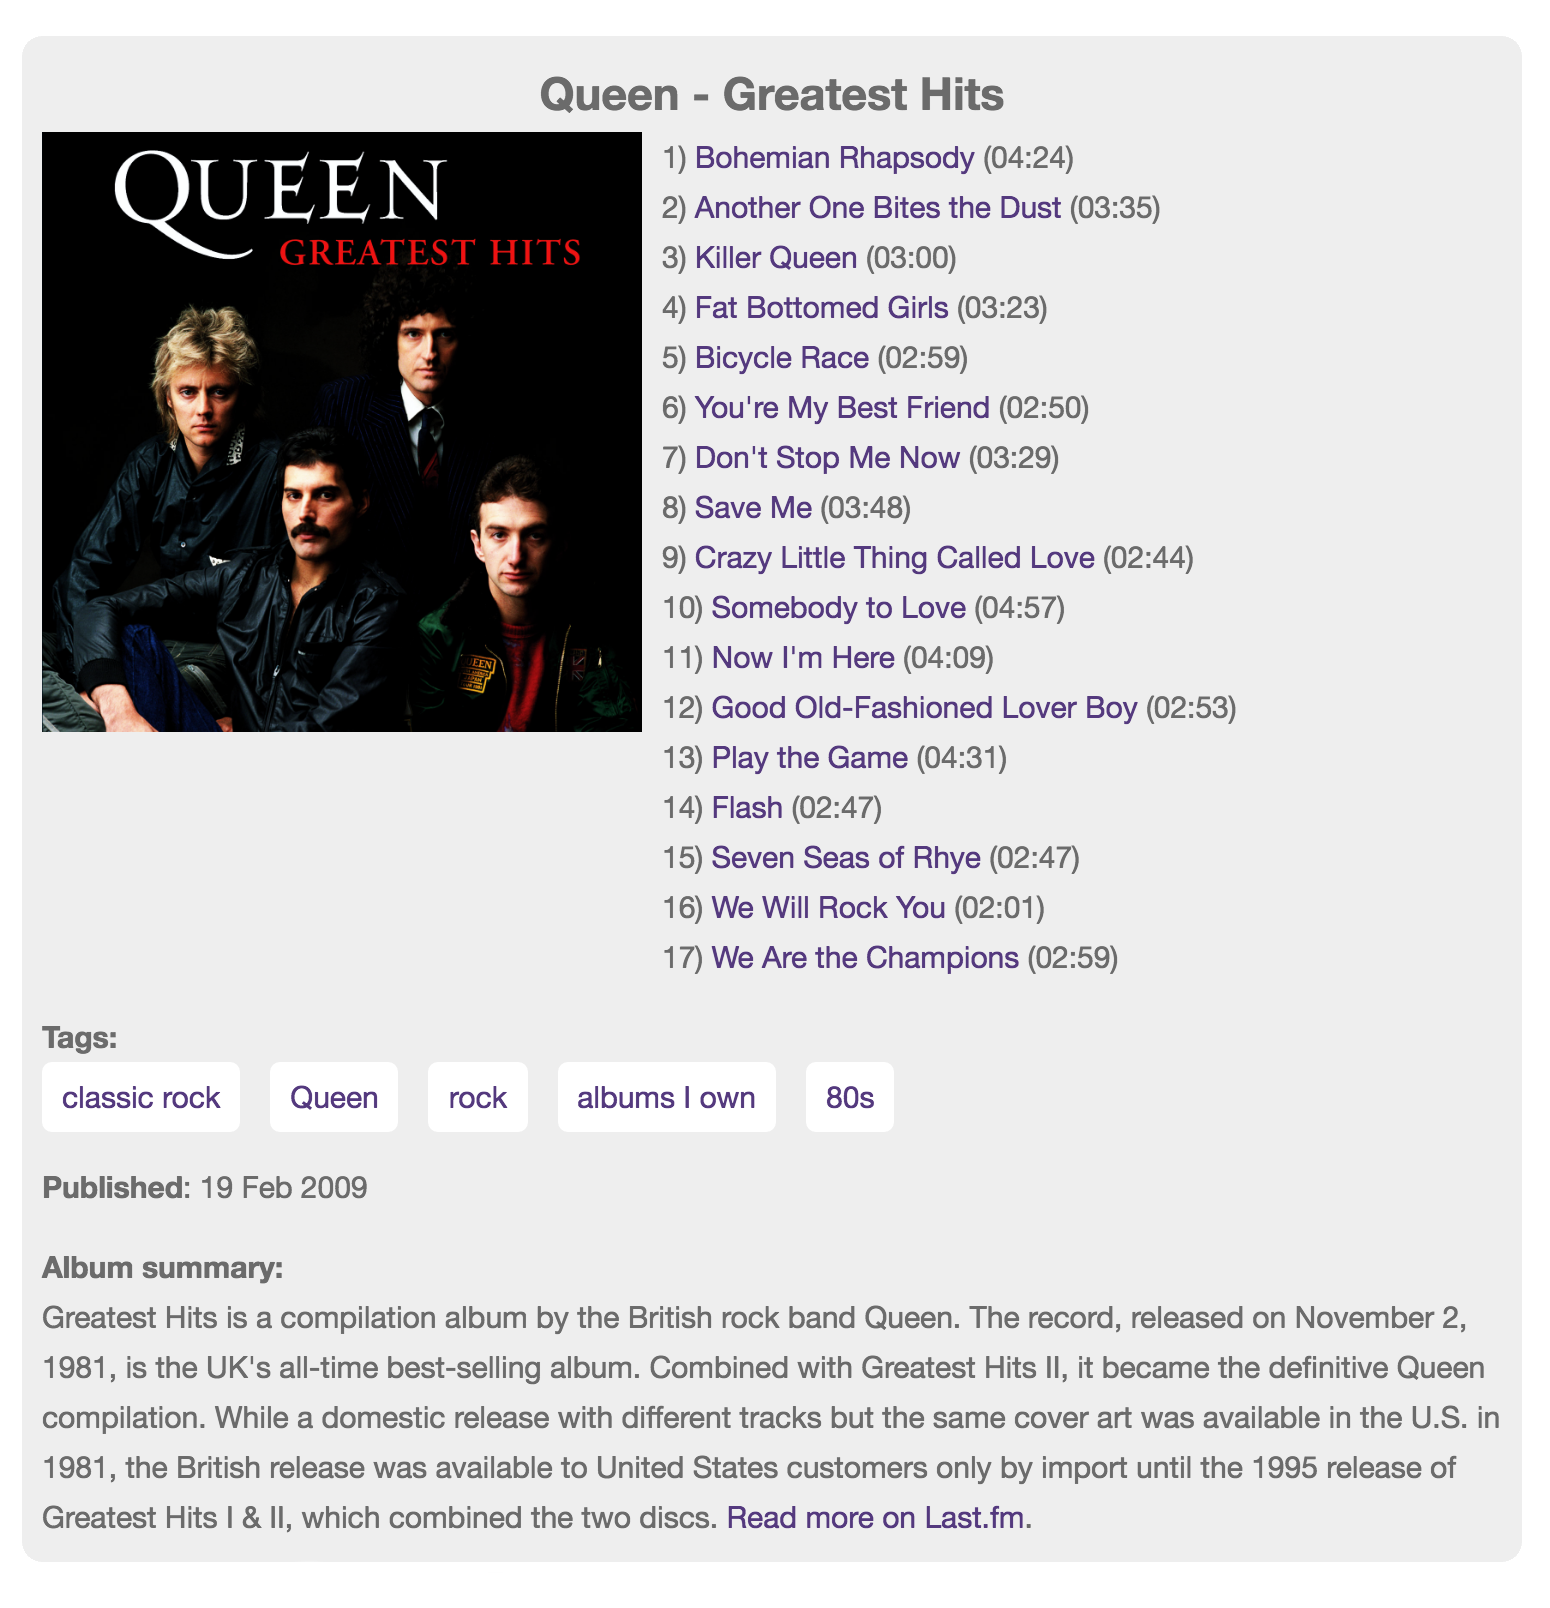 Queen - Greatest Hits
QUEEN
GREATEST HITS
1) Bohemian Rhapsody (04:24)
2) Another One Bites the Dust (03:35)
3) Killer Queen (03:00)
4) Fat Bottomed Girls (03:23)
5) Bicycle Race (02:59)
6) You're My Best Friend (02:50)
7) Don't Stop Me Now (03:29)
8) Save Me (03:48)
9) Crazy Little Thing Called Love (02:44)
10) Somebody to Love (04:57)
11) Now I'm Here (04:09)
12) Good Old-Fashioned Lover Boy (02:53)
13) Play the Game (04:31)
14) Flash (02:47)
15) Seven Seas of Rhye (02:47)
16) We Will Rock You (02:01)
17) We Are the Champions (02:59)
Tags:
classic rock Queen rock albums I own 80s
Published: 19 Feb 2009
Album summary:
Greatest Hits is a compilation album by the British rock band Queen. The record, released on November 2,
1981, is the UK's all-time best-selling album. Combined with Greatest Hits II, it became the definitive Queen
compilation. While a domestic release with different tracks but the same cover art was available in the U.S. in
1981, the British release was available to United States customers only by import until the 1995 release of
Greatest Hits I & II, which combined the two discs. Read more on Last.fm.